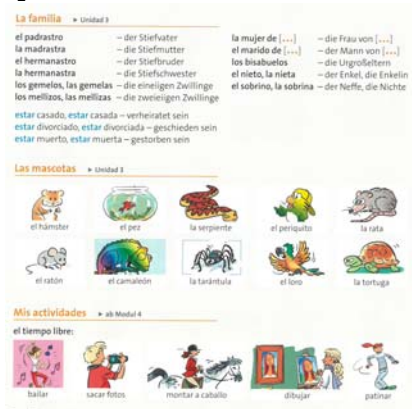 La familia ▸ Unidad 3
el padrastro – der Stiefvater
la madrastra – die Stiefmutter
el hermanastro – der Stiefbruder
la hermanastra – die Stiefschwester
los gemelos, las gemelas – die eineiigen Zwillinge
los mellizos, las mellizas – die zweieiigen Zwillinge
la mujer de [...] – die Frau von [...]
el marido de [...] – der Mann von [...]
los bisabuelos – die Urgroßeltern
el nieto, la nieta – der Enkel, die Enkelin
el sobrino, la sobrina – der Neffe, die Nichte
estar casado, estar casada – verheiratet sein
estar divorciado, estar divorciada – geschieden sein
estar muerto, estar muerta – gestorben sein
Las mascotas ▸ Unidad 3
el hámster el pez la serpiente el periquito la rata
el ratón el camaleón la tarántula el loro la tortuga
Mis actividades ▸ ab Modul 4
el tiempo libre:
bailar sacar fotos montar a caballo dibujar patinar